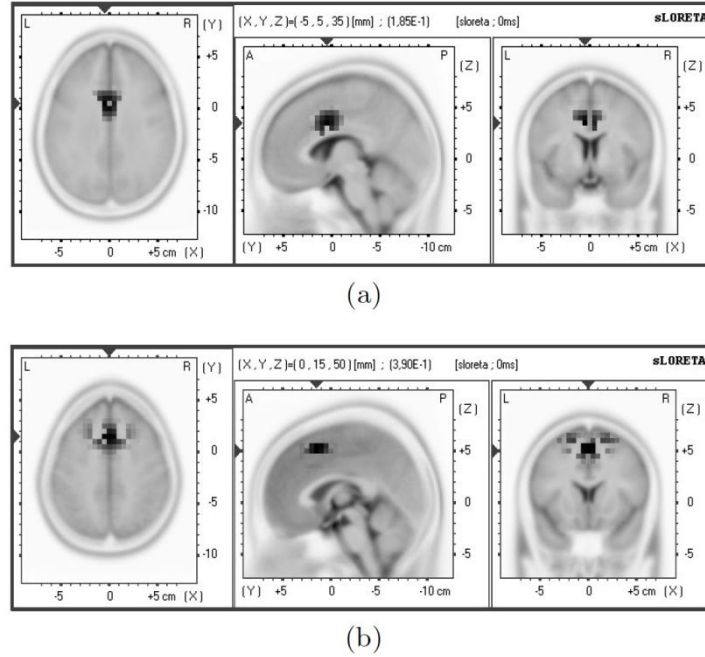 (X, Y, Z)=(-5, 5, 35) [mm] ; (1,85E-1) [sloreta ; 0ms] sLORETA
L R (Y) A P (Z) L R (Z)
+5 +5 +5
0 0 0
-5 -5 -5
-10
-5 0 +5 cm (X) (Y) +5 0 -5 -10 cm -5 0 +5 cm (X)
(a)
(X, Y, Z)=( 0 , 15 , 50) [mm] ; (3,90E-1) [sloreta ; 0ms] sLORETA
L R (Y) A P (Z) L R (Z)
+5 +5 +5
0 0 0
-5 -5 -5
-10
-5 0 +5 cm (X) (Y) +5 0 -5 -10 cm -5 0 +5 cm (X)
(b)